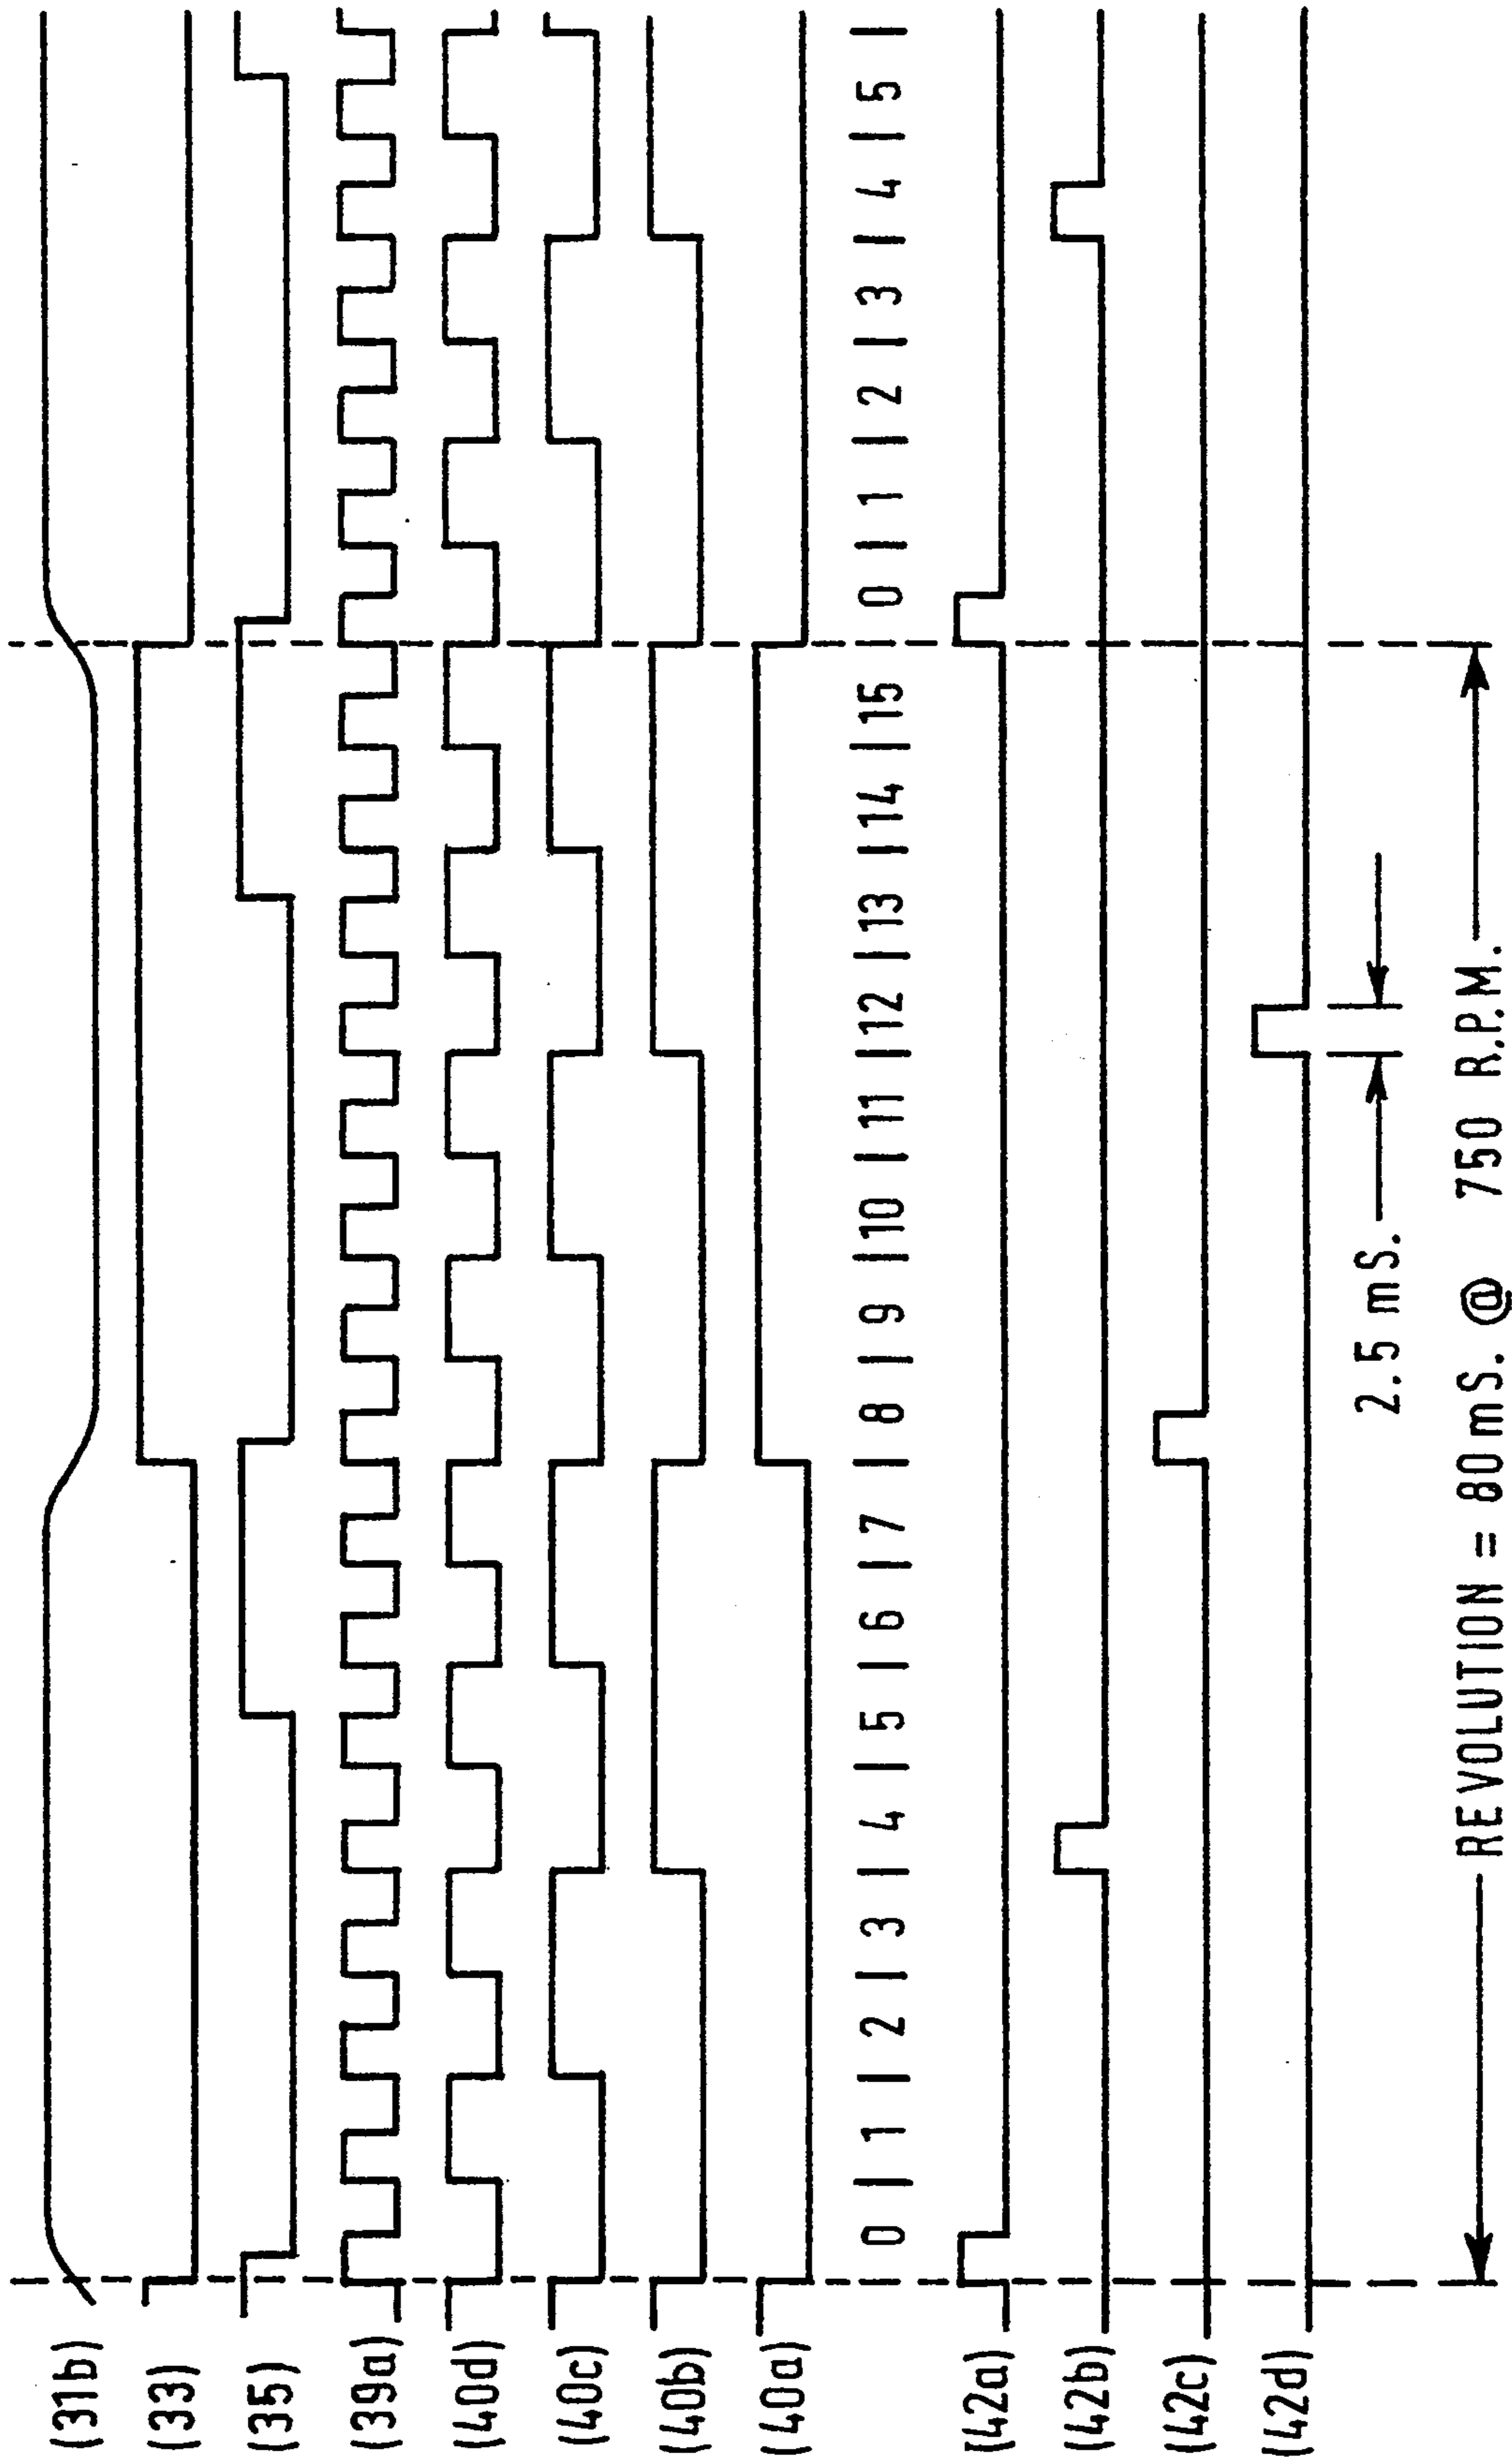 (31b)
(33)
(35)
(39a)
(40d)
(40c)
(40b)
(40a)
0 | 1 | 2 | 3 | 4 | 5 | 6 | 7 | 8 | 9 | 10 | 11 | 12 | 13 | 14 | 15 | 0 | 1 | 2 | 3 | 4 | 5 |
(42a)
(42b)
(42c)
(42d)
2.5 mS.
REVOLUTION = 80 mS. @ 750 R.P.M.